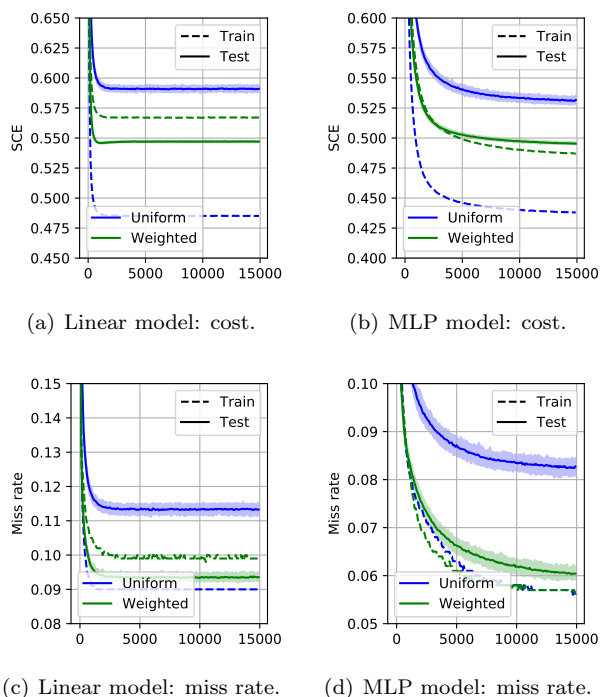 0.650
0.625
0.600
0.575
0.550
0.525
0.500
0.475
0.450
SCE
Train
Test
Uniform
Weighted
0 5000 10000 15000
(a) Linear model: cost.
0.600
0.575
0.550
0.525
0.500
0.475
0.450
0.425
0.400
SCE
Train
Test
Uniform
Weighted
0 5000 10000 15000
(b) MLP model: cost.
0.15
0.14
0.13
0.12
0.11
0.10
0.09
0.08
Miss rate
Train
Test
Uniform
Weighted
0 5000 10000 15000
(c) Linear model: miss rate.
0.10
0.09
0.08
0.07
0.06
0.05
Miss rate
Train
Test
Uniform
Weighted
0 5000 10000 15000
(d) MLP model: miss rate.